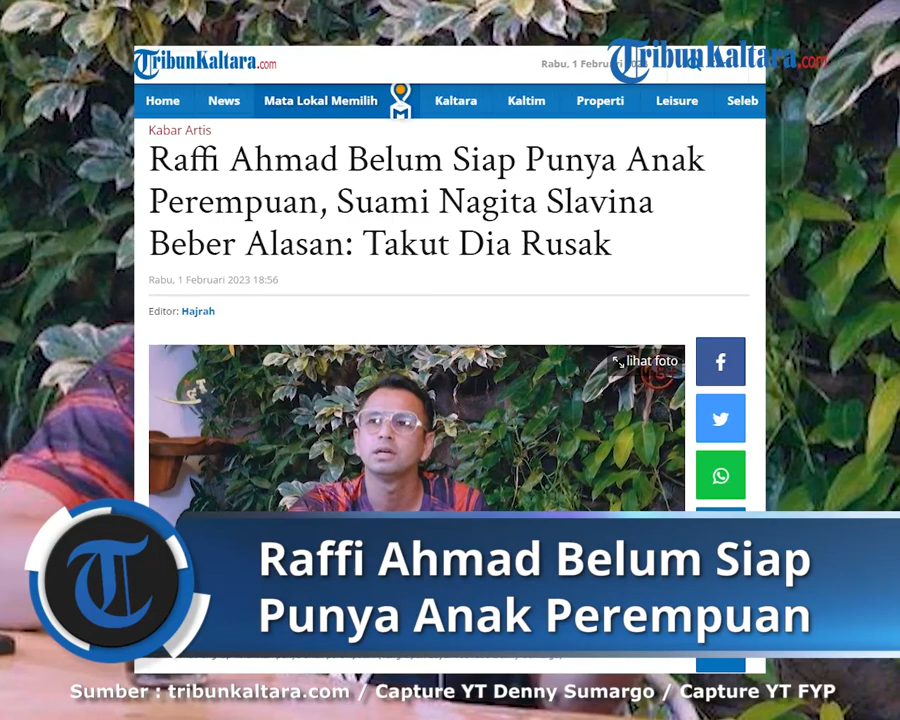 TribunKaltara.com
Rabu, 1 Februari 202
TribunKaltara.com
Home News Mata Lokal Memilih M Kaltara Kaltim Properti Leisure Seleb
Kabar Artis
Raffi Ahmad Belum Siap Punya Anak
Perempuan, Suami Nagita Slavina
Beber Alasan: Takut Dia Rusak
Rabu, 1 Februari 2023 18:56
Editor: Hajrah
lihat foto
f
T
Raffi Ahmad Belum Siap
Punya Anak Perempuan
Sumber : tribunkaltara.com / Capture YT Denny Sumargo / Capture YT FYP